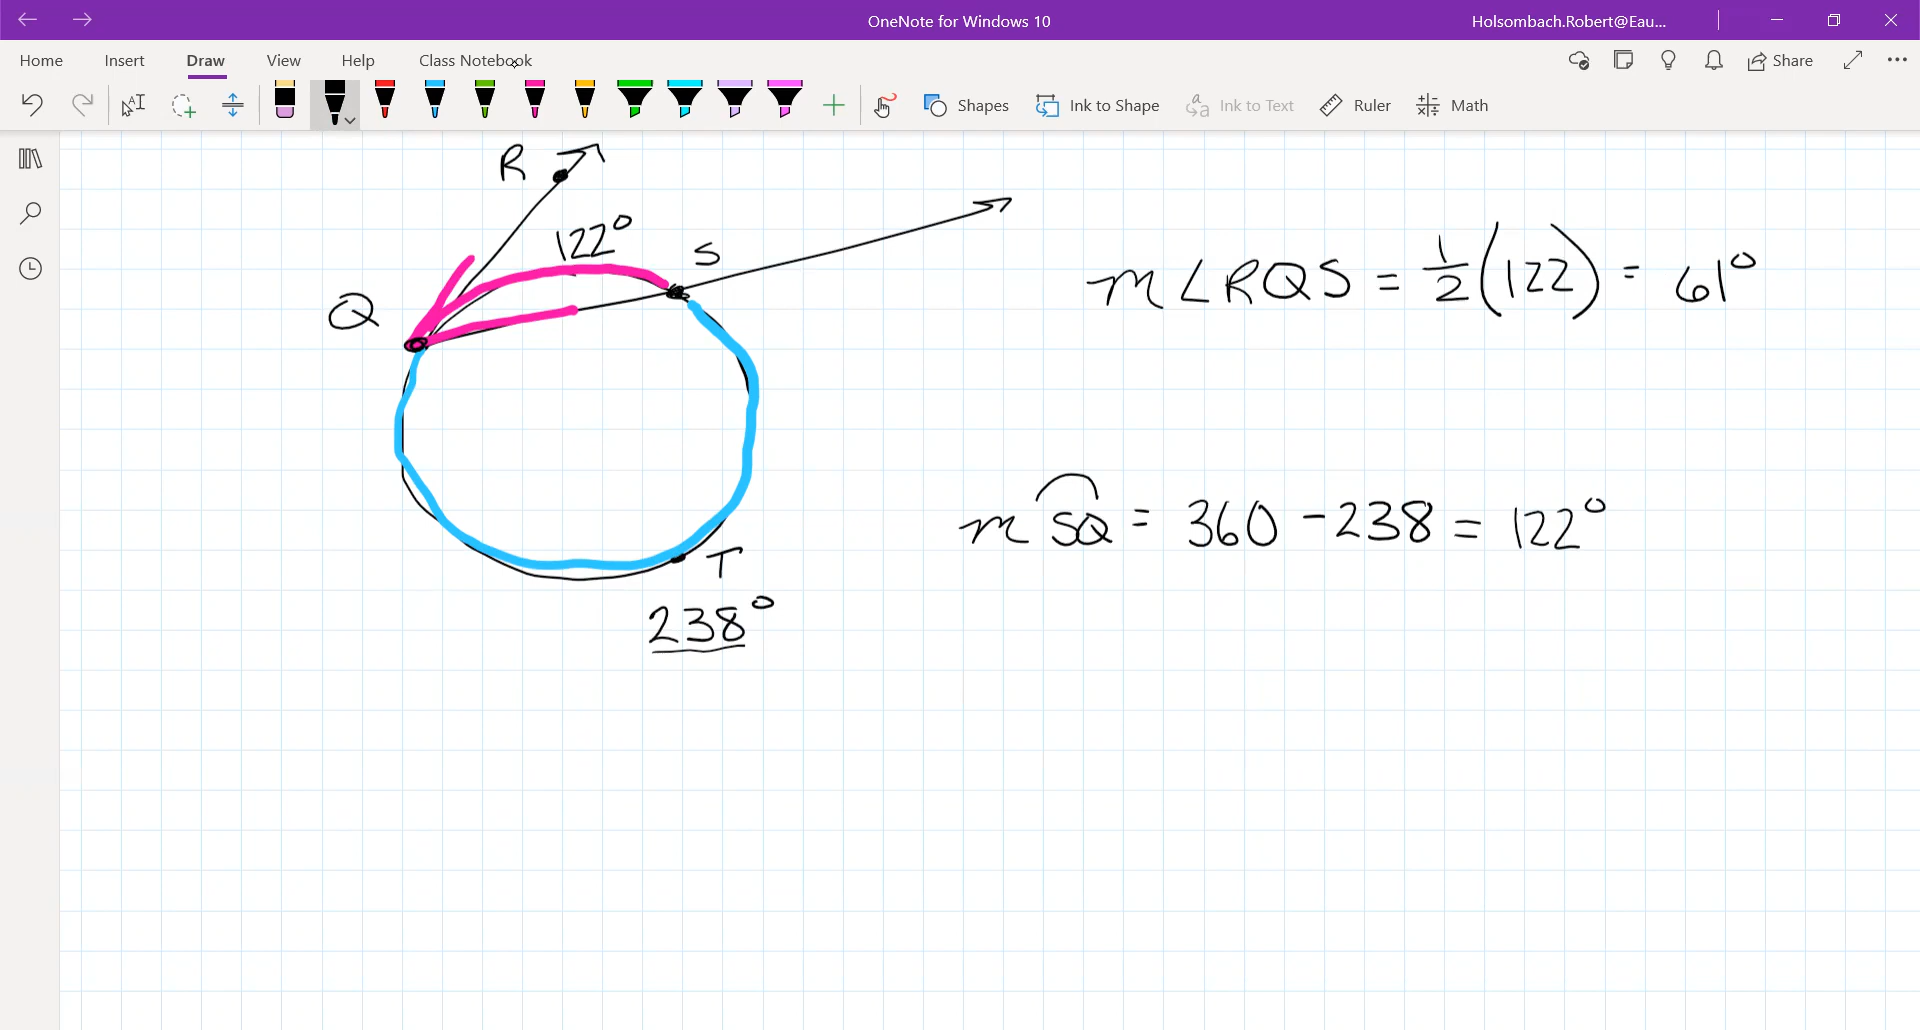 OneNote for Windows 10
Holsombach.Robert@Eau...
Home Insert Draw View Help Class Notebook Share
Shapes Ink to Shape Ink to Text Ruler Math
R
122°
S
Q
m∠RQS = 1/2(122) = 61°
m SQ = 360 - 238 = 122°
T
238°